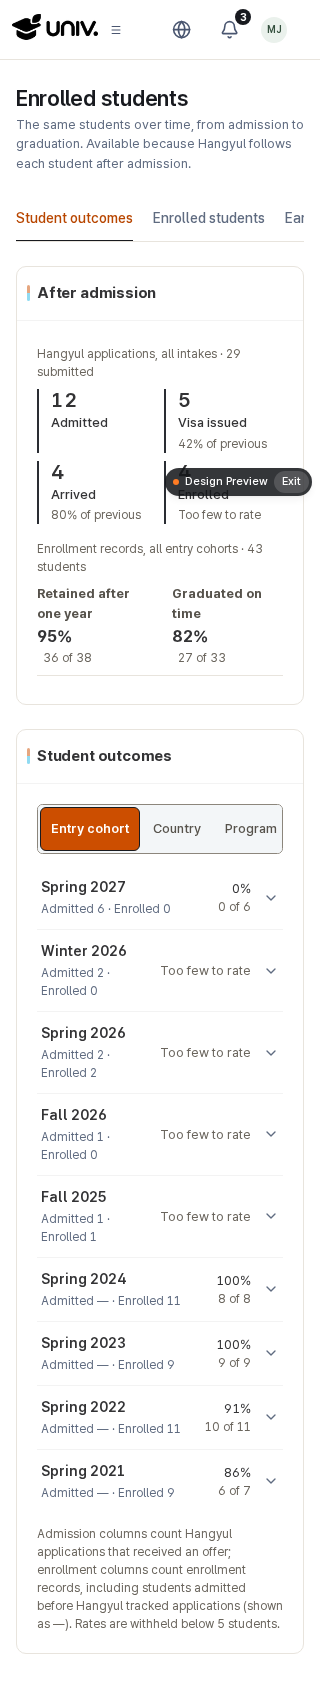 UNIV.
3
MJ
Enrolled students
The same students over time, from admission to
graduation. Available because Hangyul follows
each student after admission.
Student outcomes
Enrolled students
Ear
After admission
Hangyul applications, all intakes · 29
submitted
12
Admitted
5
Visa issued
42% of previous
4
Arrived
80% of previous
4
Enrolled
Too few to rate
Design Preview
Exit
Enrollment records, all entry cohorts · 43
students
Retained after
one year
95%
36 of 38
Graduated on
time
82%
27 of 33
Student outcomes
Entry cohort
Country
Program
Spring 2027
Admitted 6 · Enrolled 0
0%
0 of 6
Winter 2026
Admitted 2 ·
Enrolled 0
Too few to rate
Spring 2026
Admitted 2 ·
Enrolled 2
Too few to rate
Fall 2026
Admitted 1 ·
Enrolled 0
Too few to rate
Fall 2025
Admitted 1 ·
Enrolled 1
Too few to rate
Spring 2024
Admitted — · Enrolled 11
100%
8 of 8
Spring 2023
Admitted — · Enrolled 9
100%
9 of 9
Spring 2022
Admitted — · Enrolled 11
91%
10 of 11
Spring 2021
Admitted — · Enrolled 9
86%
6 of 7
Admission columns count Hangyul
applications that received an offer;
enrollment columns count enrollment
records, including students admitted
before Hangyul tracked applications (shown
as —). Rates are withheld below 5 students.